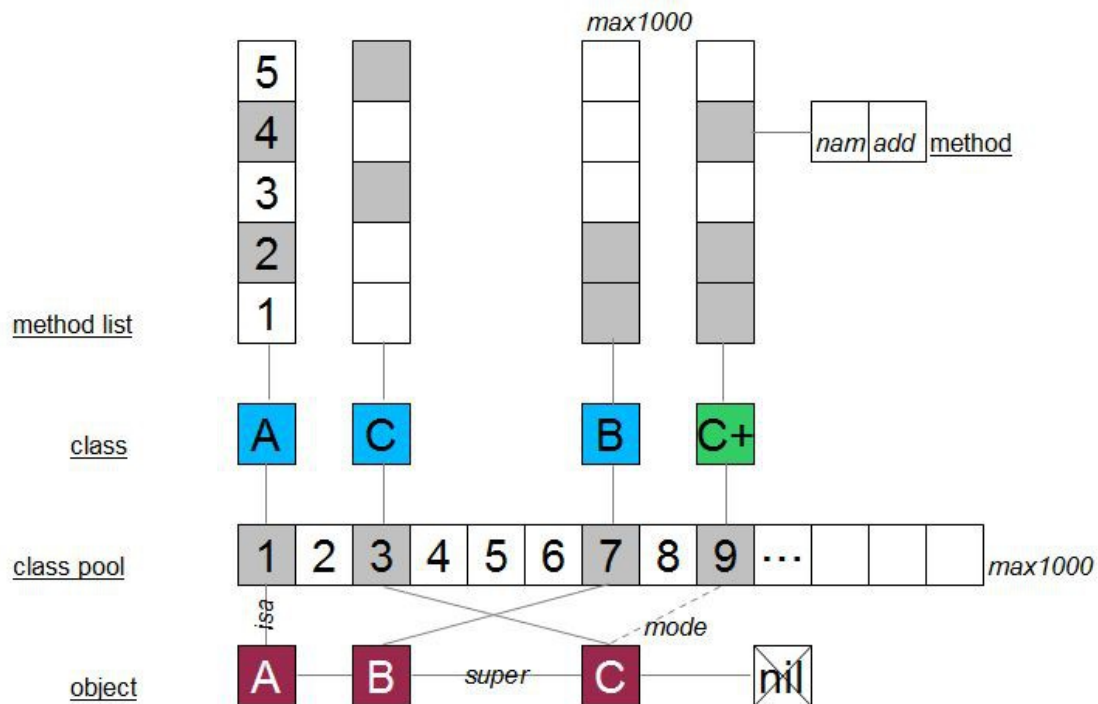 max1000
5
4
nam add method
3
2
method list 1
class A C B C+
class pool 1 2 3 4 5 6 7 8 9 ... max1000
isa
mode
object A B super C nil